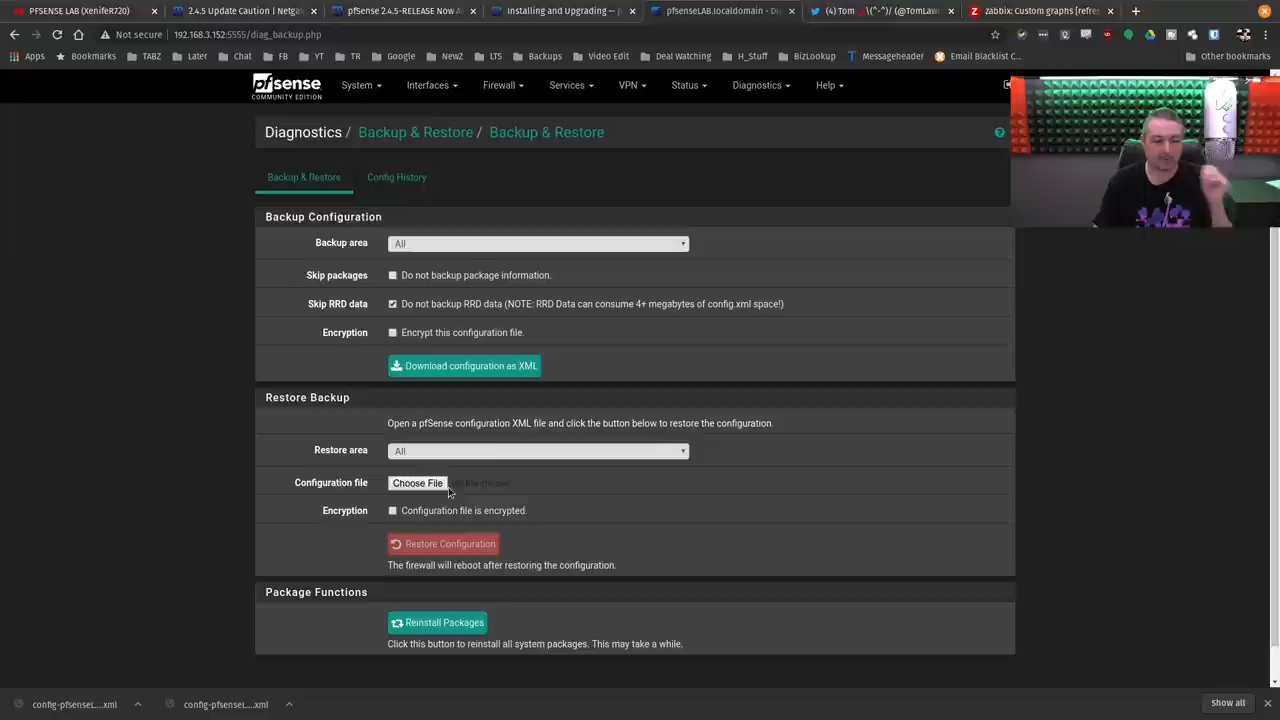 PFSENSE LAB (XenifeR720)
2.4.5 Update Caution | Netga
pfSense 2.4.5-RELEASE Now A
Installing and Upgrading — p
pfsenseLAB.localdomain - Di
(4) Tom
\(^-^)/ (@TomLaw
zabbix: Custom graphs [refres
Not secure
192.168.3.152:5555/diag_backup.php
Apps
Bookmarks
TABZ
Later
Chat
FB
TR
Google
NewZ
LTS
Backups
Video Edit
Deal Watching
H_Stuff
BizLookup
Messageheader
Email Blacklist C...
Other bookmarks
pfsense
COMMUNITY EDITION
System
Interfaces
Firewall
Services
VPN
Status
Diagnostics
Help
Diagnostics / Backup & Restore / Backup & Restore
Backup & Restore
Config History
Backup Configuration
Backup area
All
Skip packages
Do not backup package information.
Skip RRD data
Do not backup RRD data (NOTE: RRD Data can consume 4+ megabytes of config.xml space!)
Encryption
Encrypt this configuration file.
Download configuration as XML
Restore Backup
Open a pfSense configuration XML file and click the button below to restore the configuration.
Restore area
All
Configuration file
Choose File
file chosen
Encryption
Configuration file is encrypted.
Restore Configuration
The firewall will reboot after restoring the configuration.
Package Functions
Reinstall Packages
Click this button to reinstall all system packages. This may take a while.
config-pfsenseL....xml
config-pfsenseL....xml
Show all